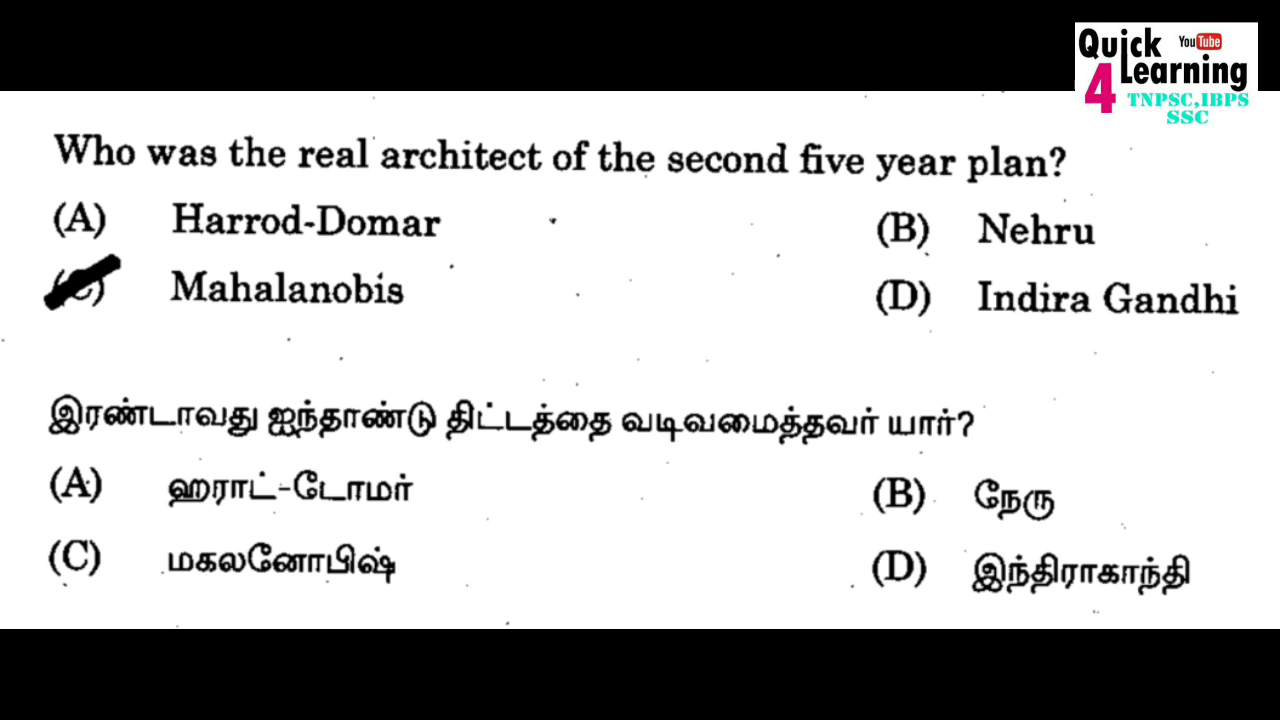 Quick YouTube
4 Learning
TNPSC,IBPS
SSC
Who was the real architect of the second five year plan?
(A) Harrod-Domar (B) Nehru
(C) Mahalanobis (D) Indira Gandhi
இரண்டாவது ஐந்தாண்டு திட்டத்தை வடிவமைத்தவர் யார்?
(A) ஹராட்-டோமர் (B) நேரு
(C) மகலனோபிஷ் (D) இந்திராகாந்தி